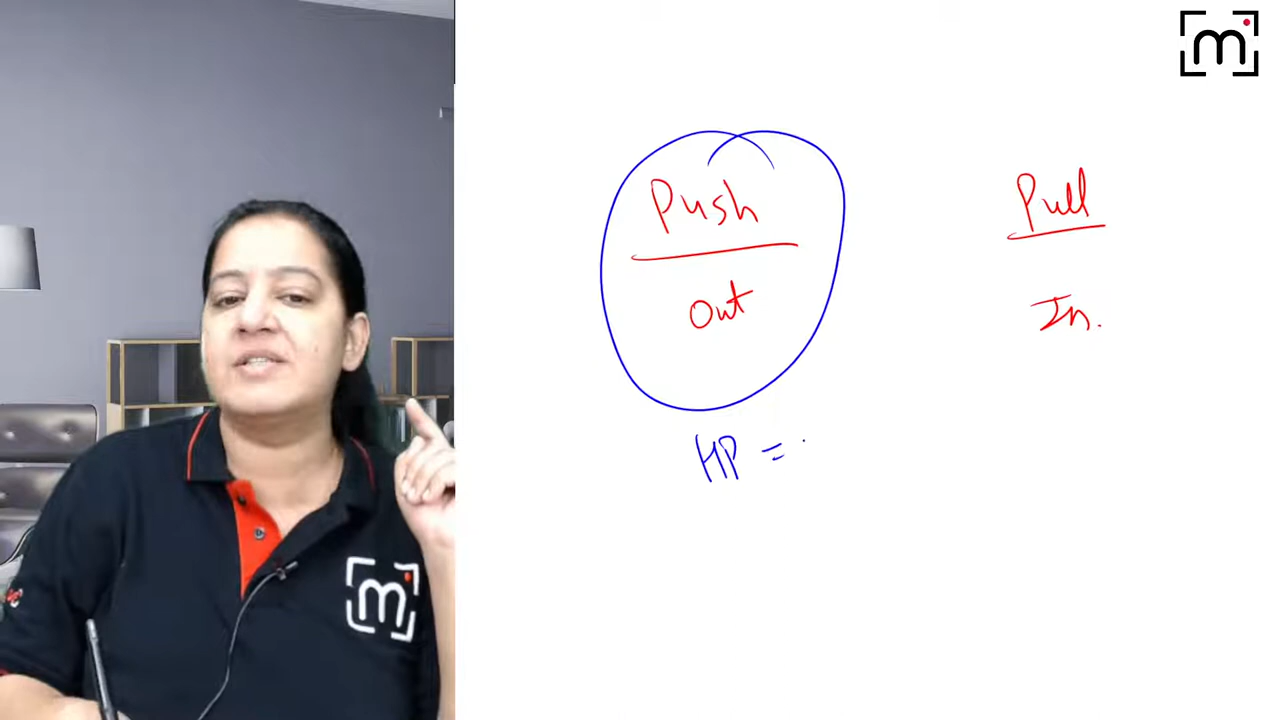 m
Push
Pull
Out
In.
HP =
m